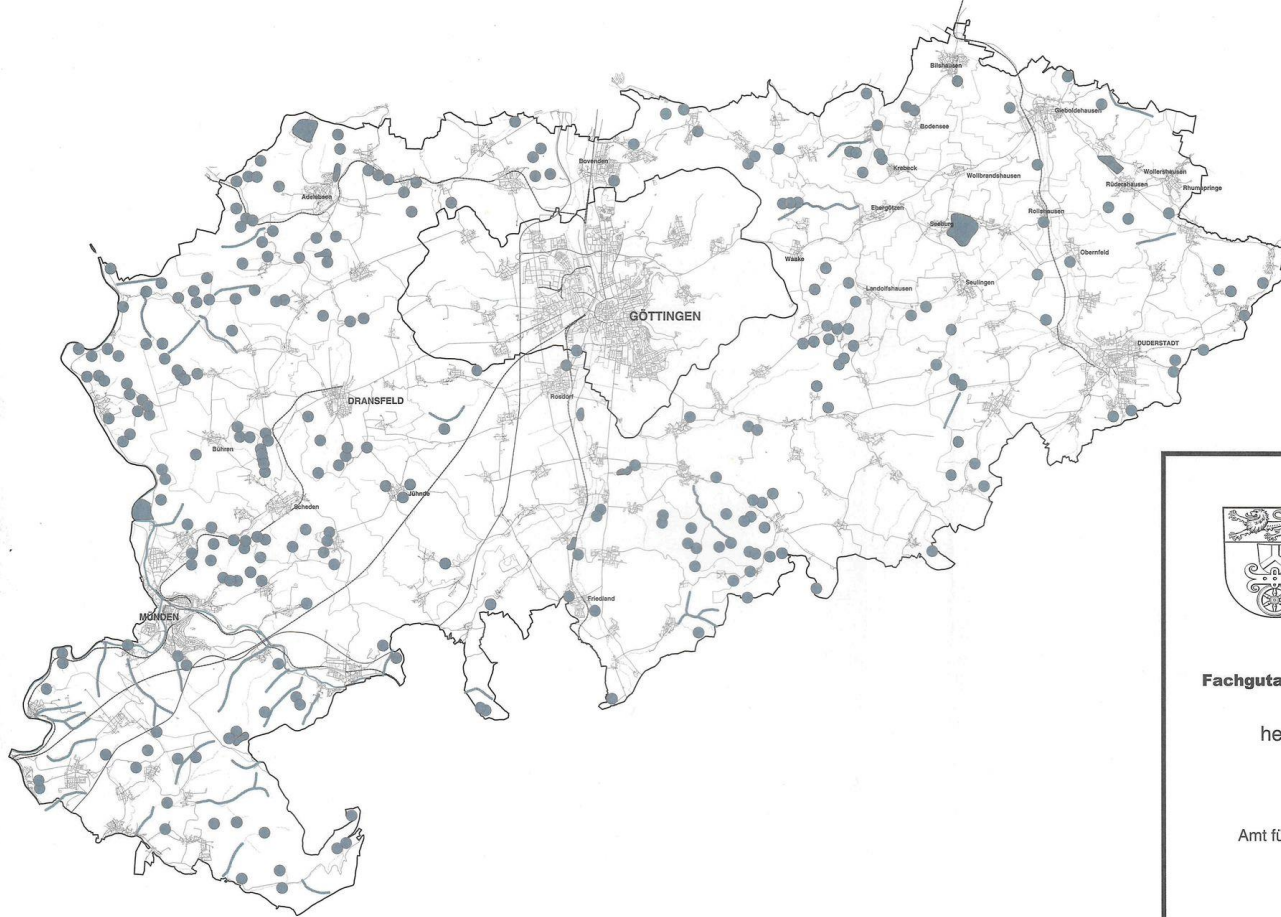 Bilshausen
Gieboldehausen
Bodensee
Bovenden
Krebeck
Wollbrandshausen
Wollershausen
Rüdershausen
Rhumspringe
Adelebsen
Ebergötzen
Seeburg
Rollshausen
Obernfeld
Waake
Landolfshausen
Seulingen
GÖTTINGEN
DUDERSTADT
Rosdorf
DRANSFELD
Bühren
Jühnde
Scheden
Friedland
MÜNDEN
Fachguta
he
Amt fü